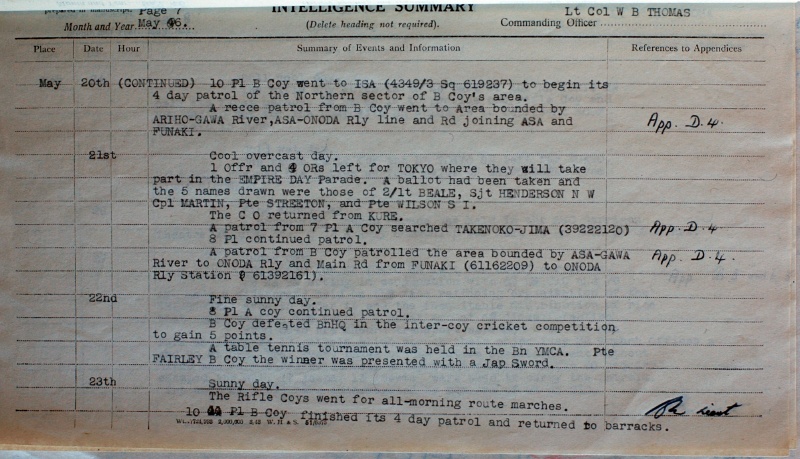 Page 7
INTELLIGENCE SUMMARY
Lt Col W B THOMAS
Month and Year May 46.
(Delete heading not required).
Commanding Officer
Place Date Hour Summary of Events and Information References to Appendices
May 20th (CONTINUED) 10 Pl B Coy went to ISA (4349/3 Sq 619237) to begin its
4 day patrol of the Northern sector of B Coy's area.
A recce patrol from B Coy went to Area bounded by
ARIHO-GAWA River,ASA-ONODA Rly line and Rd joining ASA and App. D.4.
FUNAKI.
21st Cool overcast day.
1 Offr and 4 ORs left for TOKYO where they will take
part in the EMPIRE DAY Parade. A ballot had been taken and
the 5 names drawn were those of 2/lt BEALE, Sjt HENDERSON N W
Cpl MARTIN, Pte STREETON, and Pte WILSON S I.
The C O returned from KURE.
A patrol from 7 Pl A Coy searched TAKENOKO-JIMA (39222120) App. D.4.
8 Pl continued patrol.
A patrol from B Coy patrolled the area bounded by ASA-GAWA App. D.4.
River to ONODA Rly and Main Rd from FUNAKI (61162209) to ONODA
Rly Station 61392161).
22nd Fine sunny day.
8 Pl A coy continued patrol.
B Coy defeated BnHQ in the inter-coy cricket competition
to gain 5 points.
A table tennis tournament was held in the Bn YMCA. Pte
FAIRLEY B Coy the winner was presented with a Jap Sword.
23th Sunny day.
The Rifle Coys went for all-morning route marches.
10 Pl B Coy finished its 4 day patrol and returned to barracks.
2,000,000 W. H & S.